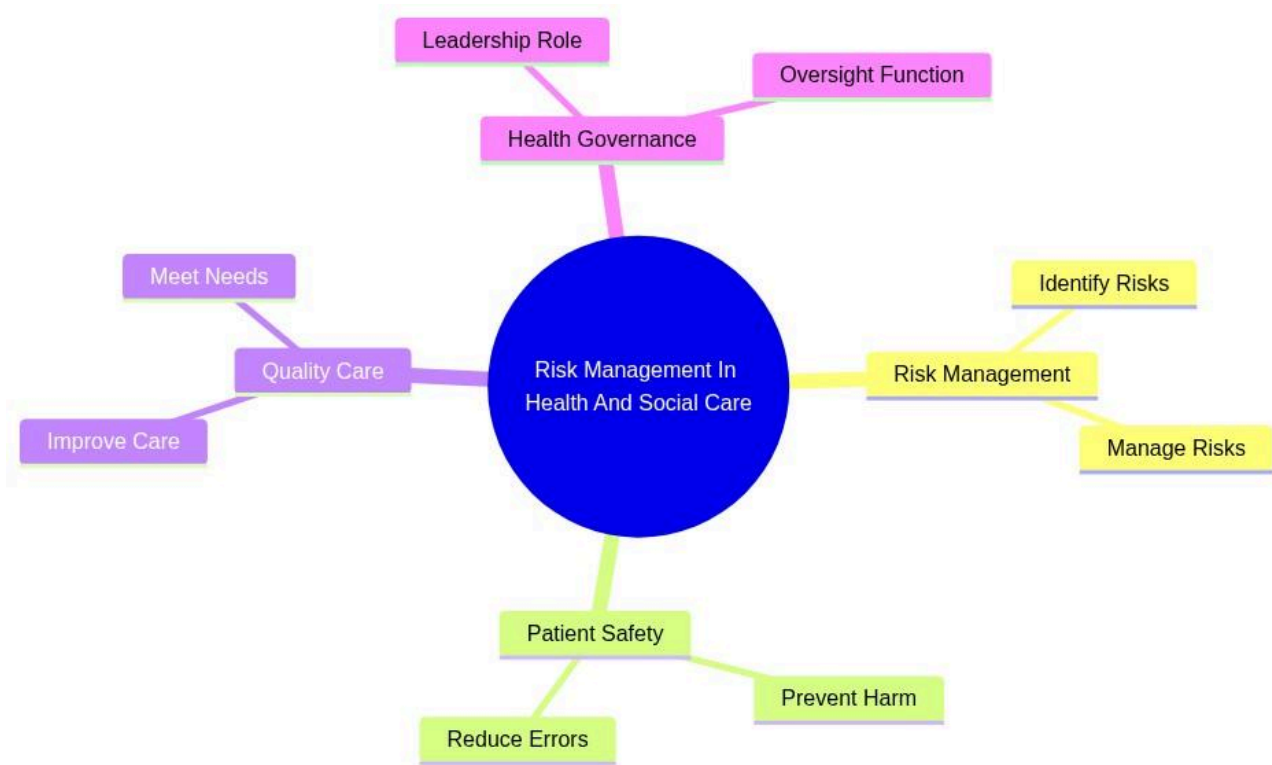 Leadership Role
Oversight Function
Health Governance
Meet Needs
Identify Risks
Quality Care
Risk Management In
Health And Social Care
Risk Management
Improve Care
Manage Risks
Patient Safety
Prevent Harm
Reduce Errors